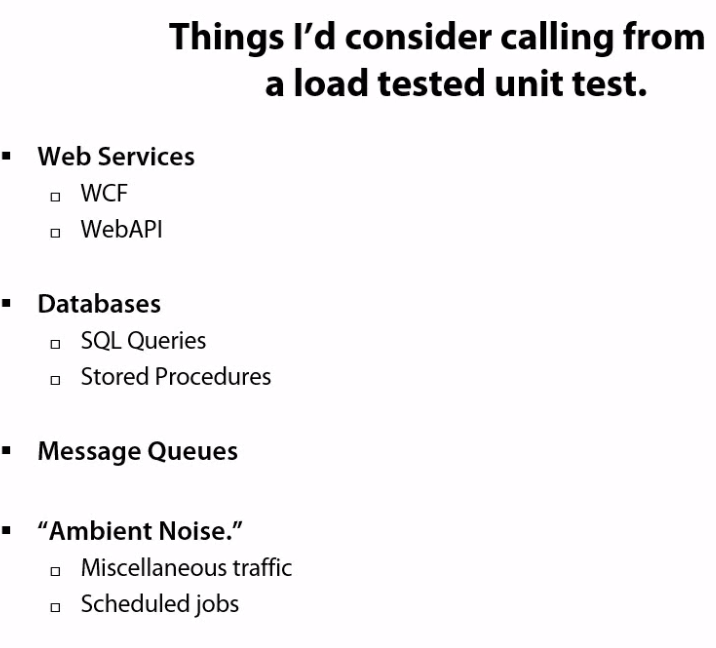 Things I’d consider calling from
a load tested unit test.
▪ Web Services
▫ WCF
▫ WebAPI
▪ Databases
▫ SQL Queries
▫ Stored Procedures
▪ Message Queues
▪ “Ambient Noise.”
▫ Miscellaneous traffic
▫ Scheduled jobs